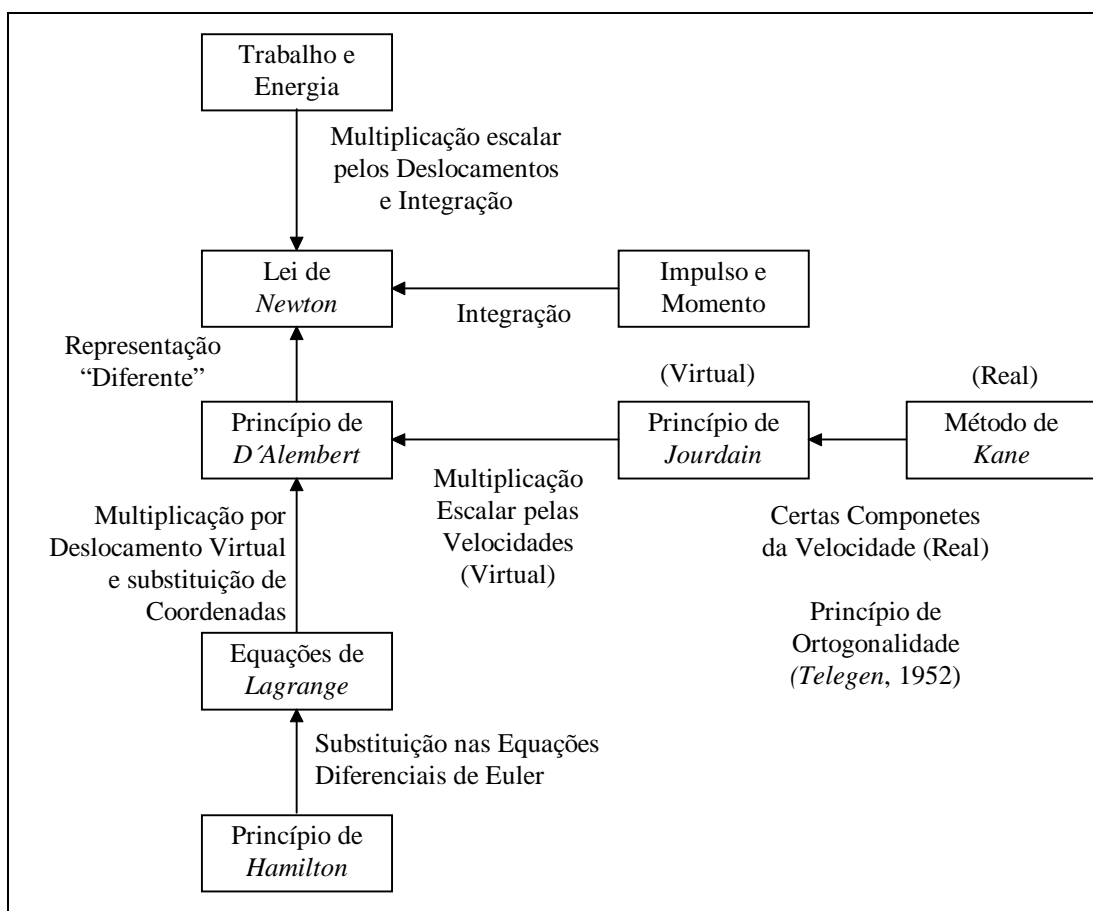 Trabalho e
Energia
Multiplicação escalar
pelos Deslocamentos
e Integração
Lei de
Newton
Impulso e
Momento
Integração
Representação
“Diferente”
(Virtual)
(Real)
Princípio de
D´Alembert
Princípio de
Jourdain
Método de
Kane
Multiplicação
Escalar pelas
Velocidades
(Virtual)
Certas Componetes
da Velocidade (Real)
Multiplicação por
Deslocamento Virtual
e substituição de
Coordenadas
Princípio de
Ortogonalidade
(Telegen, 1952)
Equações de
Lagrange
Substituição nas Equações
Diferenciais de Euler
Princípio de
Hamilton